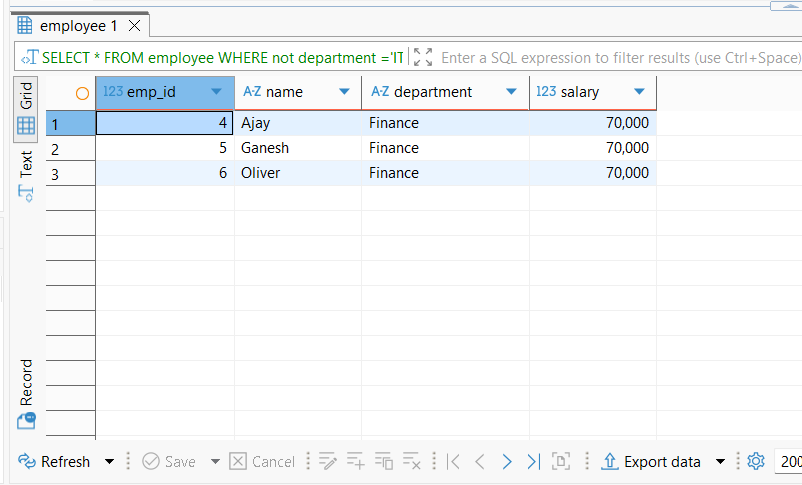 employee 1
SELECT * FROM employee WHERE not department ='IT Enter a SQL expression to filter results (use Ctrl+Space)
Grid
Text
Record
123 emp_id A-Z name A-Z department 123 salary
1 4 Ajay Finance 70,000
2 5 Ganesh Finance 70,000
3 6 Oliver Finance 70,000
Refresh Save Cancel Export data 200